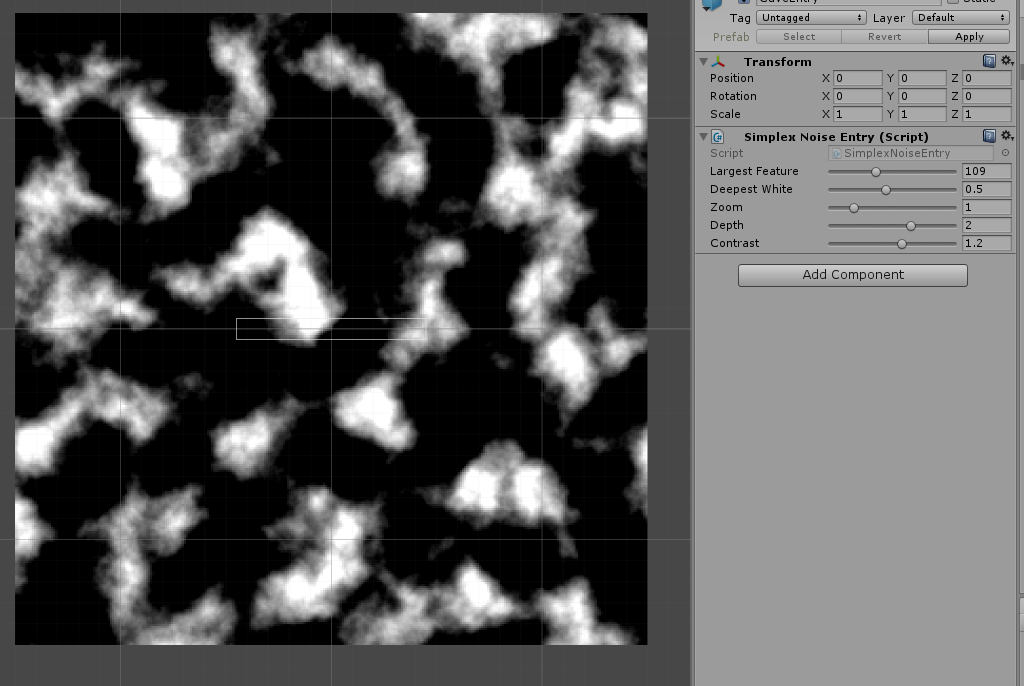 Tag Untagged Layer Default
Prefab Select Revert Apply
Transform
Position X 0 Y 0 Z 0
Rotation X 0 Y 0 Z 0
Scale X 1 Y 1 Z 1
Simplex Noise Entry (Script)
Script SimplexNoiseEntry
Largest Feature 109
Deepest White 0.5
Zoom 1
Depth 2
Contrast 1.2
Add Component